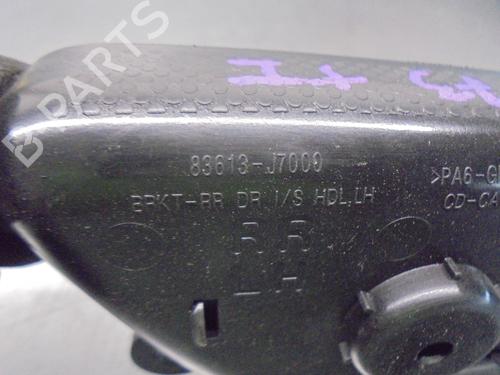 B PARTS
83613-J7000
>PA6-G
BRKT-RR DR I/S HDL,LH
CD-CA
R R
L H